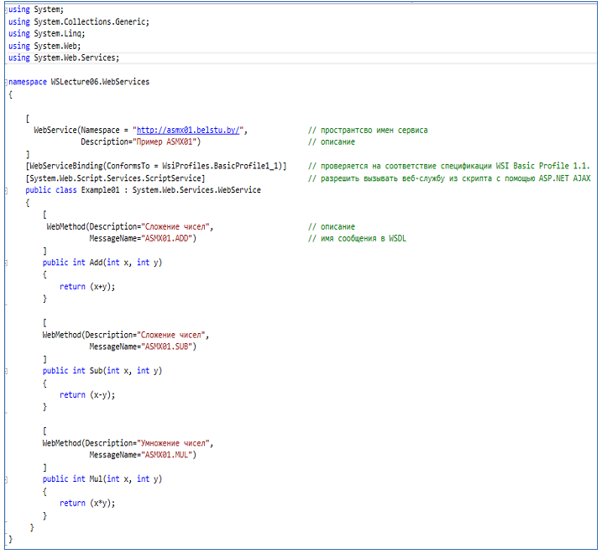 using System;
using System.Collections.Generic;
using System.Linq;
using System.Web;
using System.Web.Services;
namespace WSLecture06.WebServices
{
[
WebService(Namespace = "http://asmx01.belstu.by/", // пространтсво имен сервиса
Description="Пример ASMX01") // описание
]
[WebServiceBinding(ConformsTo = WsiProfiles.BasicProfile1_1)] // проверяется на соответствие спецификации WSI Basic Profile 1.1.
[System.Web.Script.Services.ScriptService] // разрешить вызывать веб-службу из скрипта с помощью ASP.NET AJAX
public class Example01 : System.Web.Services.WebService
{
[
WebMethod(Description="Сложение чисел", // описание
MessageName="ASMX01.ADD") // имя сообщения в WSDL
]
public int Add(int x, int y)
{
return (x+y);
}
[
WebMethod(Description="Сложение чисел",
MessageName="ASMX01.SUB")
]
public int Sub(int x, int y)
{
return (x-y);
}
[
WebMethod(Description="Умножение чисел",
MessageName="ASMX01.MUL")
]
public int Mul(int x, int y)
{
return (x*y);
}
}
}